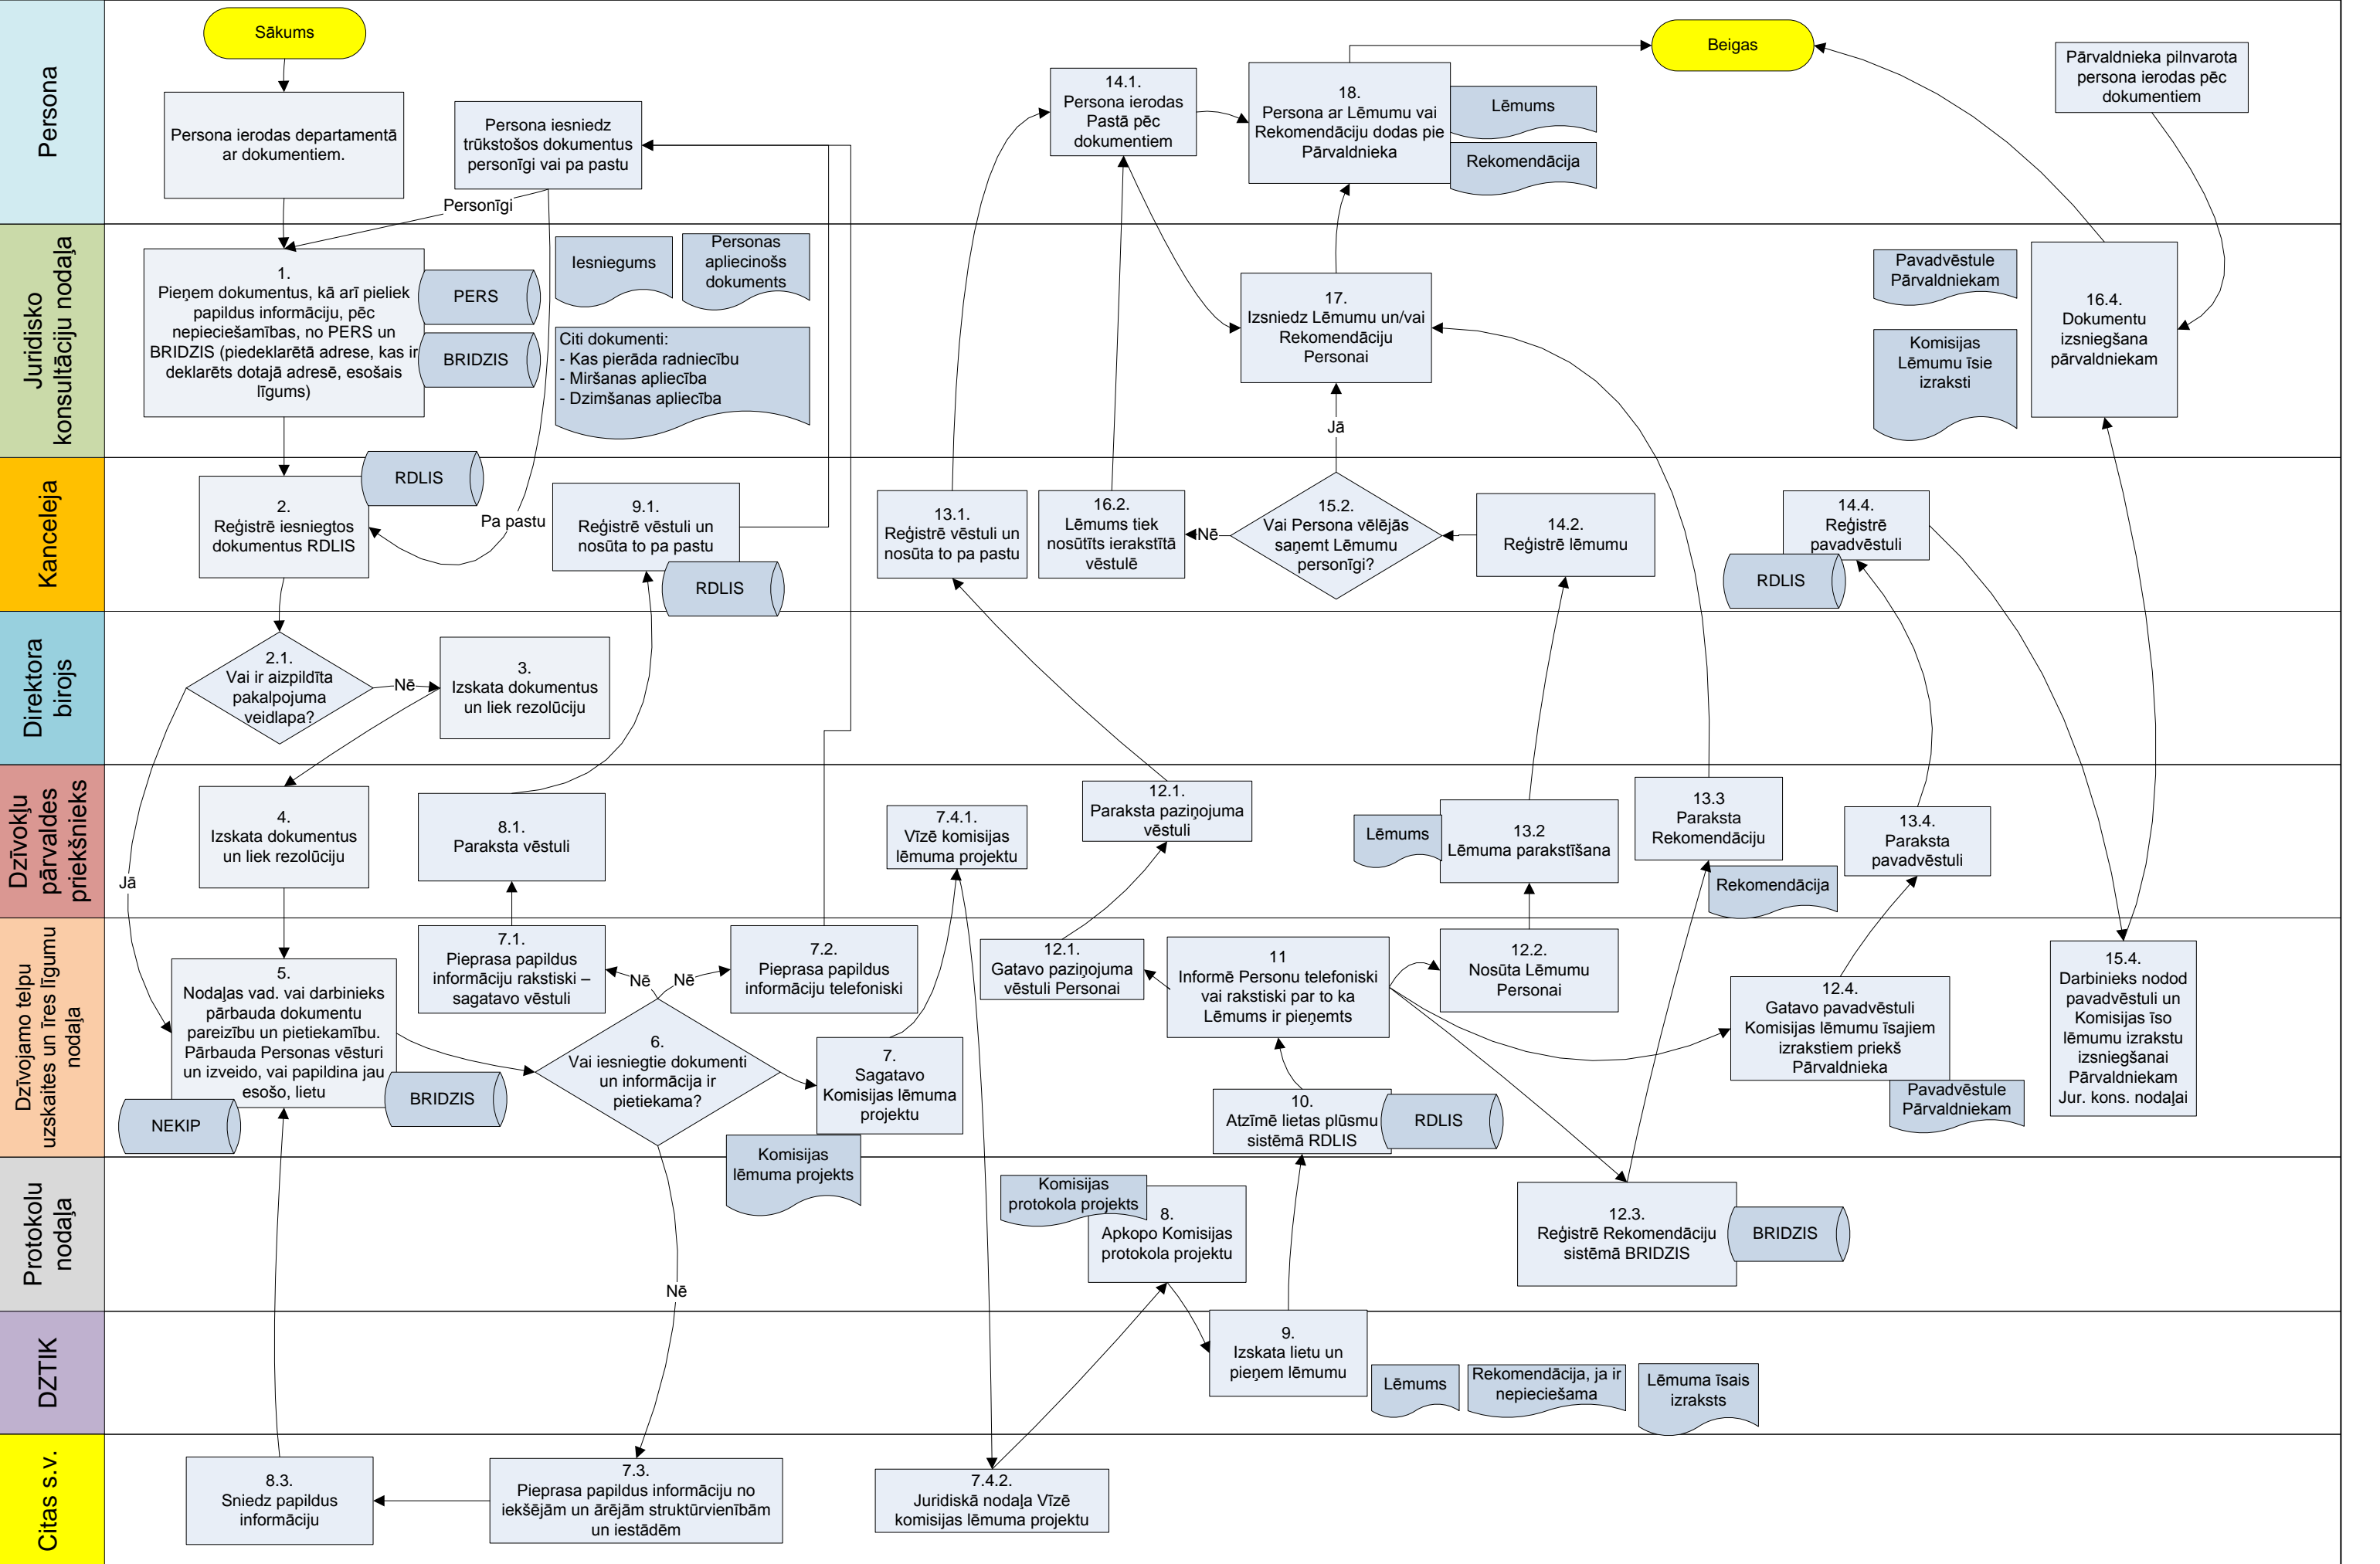 Persona
Sākums
Persona ierodas departamentā
ar dokumentiem.
Persona iesniedz
trūkstošos dokumentus
personīgi vai pa pastu
Personīgi
14.1.
Persona ierodas
Pastā pēc
dokumentiem
18.
Persona ar Lēmumu vai
Rekomendāciju dodas pie
Pārvaldnieka
Lēmums
Rekomendācija
Beigas
Pārvaldnieka pilnvarota
persona ierodas pēc
dokumentiem
Juridisko
konsultāciju nodaļa
1.
Pieņem dokumentus, kā arī pieliek
papildus informāciju, pēc
nepieciešamības, no PERS un
BRIDZIS (piedeklarētā adrese, kas ir
deklarēts dotajā adresē, esošais
līgums)
PERS
BRIDZIS
Iesniegums
Personas
apliecinošs
dokuments
Citi dokumenti:
- Kas pierāda radniecību
- Miršanas apliecība
- Dzimšanas apliecība
17.
Izsniedz Lēmumu un/vai
Rekomendāciju
Personai
Jā
Pavadvēstule
Pārvaldniekam
Komisijas
Lēmumu īsie
izraksti
16.4.
Dokumentu
izsniegšana
pārvaldniekam
Kanceleja
2.
Reģistrē iesniegtos
dokumentus RDLIS
RDLIS
Pa pastu
9.1.
Reģistrē vēstuli un
nosūta to pa pastu
RDLIS
13.1.
Reģistrē vēstuli un
nosūta to pa pastu
16.2.
Lēmums tiek
nosūtīts ierakstītā
vēstulē
Nē
15.2.
Vai Persona vēlējās
saņemt Lēmumu
personīgi?
14.2.
Reģistrē lēmumu
14.4.
Reģistrē
pavadvēstuli
RDLIS
Direktora
birojs
2.1.
Vai ir aizpildīta
pakalpojuma
veidlapa?
Nē
3.
Izskata dokumentus
un liek rezolūciju
Dzīvokļu
pārvaldes
priekšnieks
Jā
4.
Izskata dokumentus
un liek rezolūciju
8.1.
Paraksta vēstuli
7.4.1.
Vīzē komisijas
lēmuma projektu
12.1.
Paraksta paziņojuma
vēstuli
Lēmums
13.2
Lēmuma parakstīšana
13.3
Paraksta
Rekomendāciju
Rekomendācija
13.4.
Paraksta
pavadvēstuli
Dzīvojamo telpu
uzskaites un īres līgumu
nodaļa
5.
Nodaļas vad. vai darbinieks
pārbauda dokumentu
pareizību un pietiekamību.
Pārbauda Personas vēsturi
un izveido, vai papildina jau
esošo, lietu
NEKIP
BRIDZIS
7.1.
Pieprasa papildus
informāciju rakstiski –
sagatavo vēstuli
Nē
Nē
7.2.
Pieprasa papildus
informāciju telefoniski
6.
Vai iesniegtie dokumenti
un informācija ir
pietiekama?
7.
Sagatavo
Komisijas lēmuma
projektu
Komisijas
lēmuma projekts
12.1.
Gatavo paziņojuma
vēstuli Personai
11
Informē Personu telefoniski
vai rakstiski par to ka
Lēmums ir pieņemts
10.
Atzīmē lietas plūsmu
sistēmā RDLIS
RDLIS
12.2.
Nosūta Lēmumu
Personai
12.4.
Gatavo pavadvēstuli
Komisijas lēmumu īsajiem
izrakstiem priekš
Pārvaldnieka
Pavadvēstule
Pārvaldniekam
15.4.
Darbinieks nodod
pavadvēstuli un
Komisijas īso
lēmumu izrakstu
izsniegšanai
Pārvaldniekam
Jur. kons. nodaļai
Protokolu
nodaļa
Nē
Komisijas
protokola projekts
8.
Apkopo Komisijas
protokola projektu
12.3.
Reģistrē Rekomendāciju
sistēmā BRIDZIS
BRIDZIS
DZTIK
9.
Izskata lietu un
pieņem lēmumu
Lēmums
Rekomendācija, ja ir
nepieciešama
Lēmuma īsais
izraksts
Citas s.v.
8.3.
Sniedz papildus
informāciju
7.3.
Pieprasa papildus informāciju no
iekšējām un ārējām struktūrvienībām
un iestādēm
7.4.2.
Juridiskā nodaļa Vīzē
komisijas lēmuma projektu